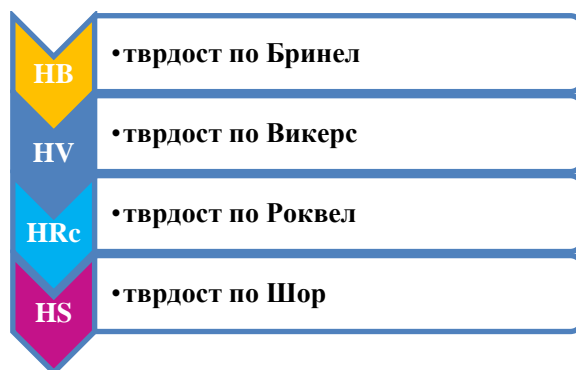 HB
•тврдост по Бринел
HV
•тврдост по Викерс
HRc
•тврдост по Роквел
HS
•тврдост по Шор